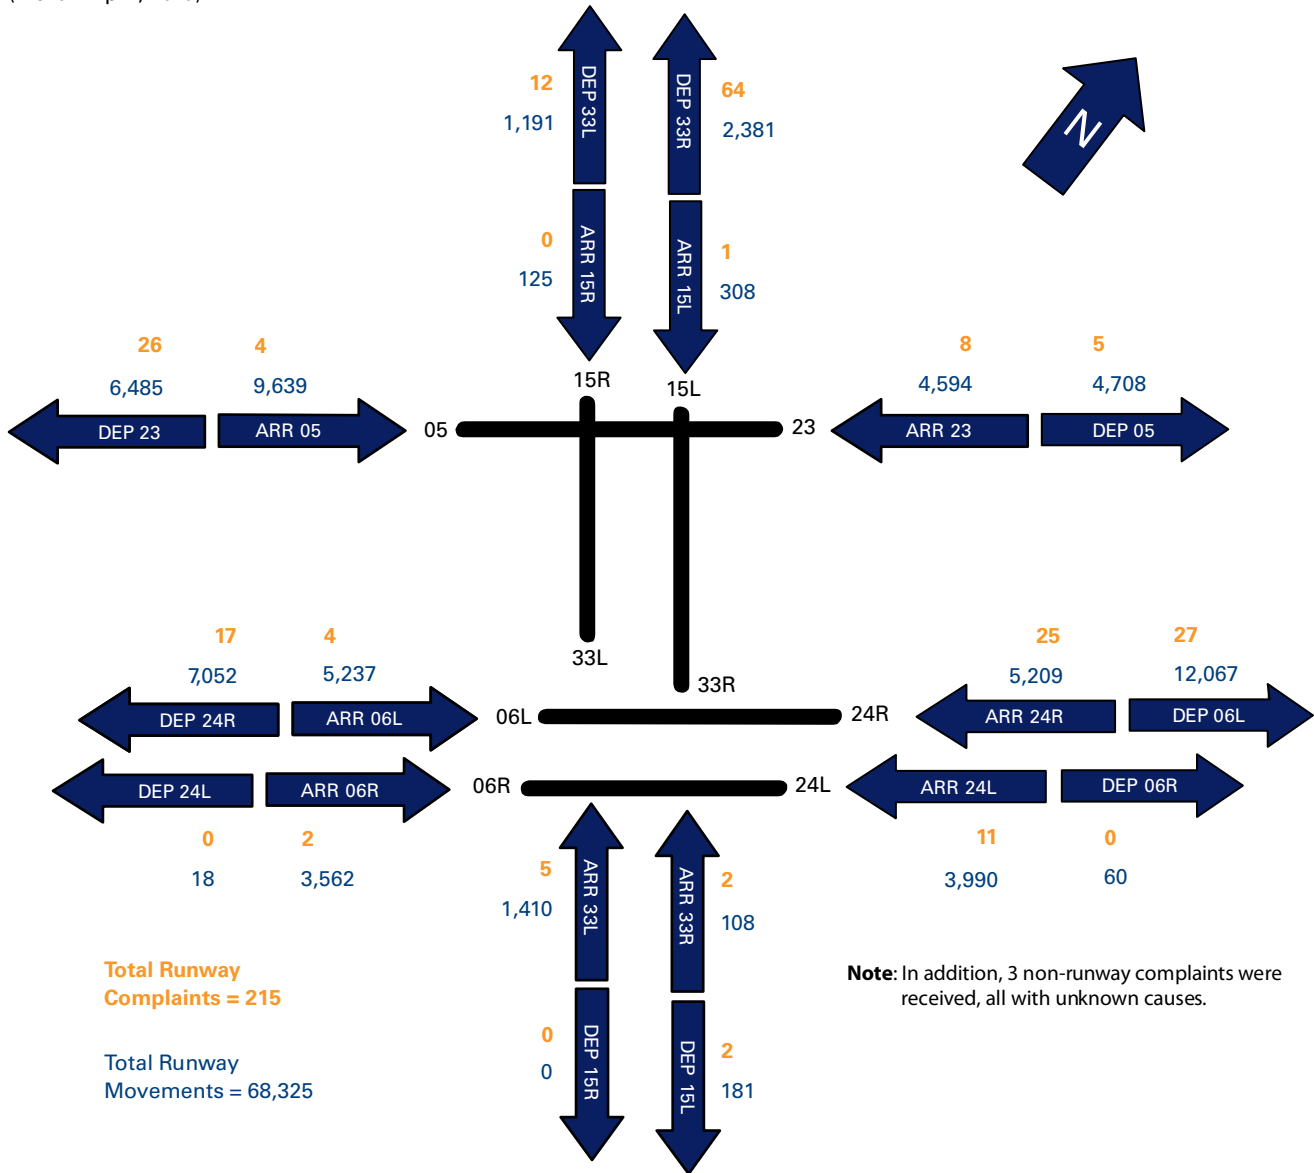 12
1,191
DEP 33L
DEP 33R
64
2,381
N
0
125
ARR 15R
ARR 15L
1
308
15R
15L
26
4
6,485
9,639
DEP 23
ARR 05
05
23
8
5
4,594
4,708
ARR 23
DEP 05
33L
33R
17
4
7,052
5,237
DEP 24R
ARR 06L
06L
24R
25
27
5,209
12,067
ARR 24R
DEP 06L
DEP 24L
ARR 06R
06R
24L
ARR 24L
DEP 06R
0
2
18
3,562
11
0
3,990
60
5
1,410
ARR 33L
ARR 33R
2
108
0
0
DEP 15R
DEP 15L
2
181
Total Runway
Complaints = 215
Total Runway
Movements = 68,325
Note: In addition, 3 non-runway complaints were
received, all with unknown causes.